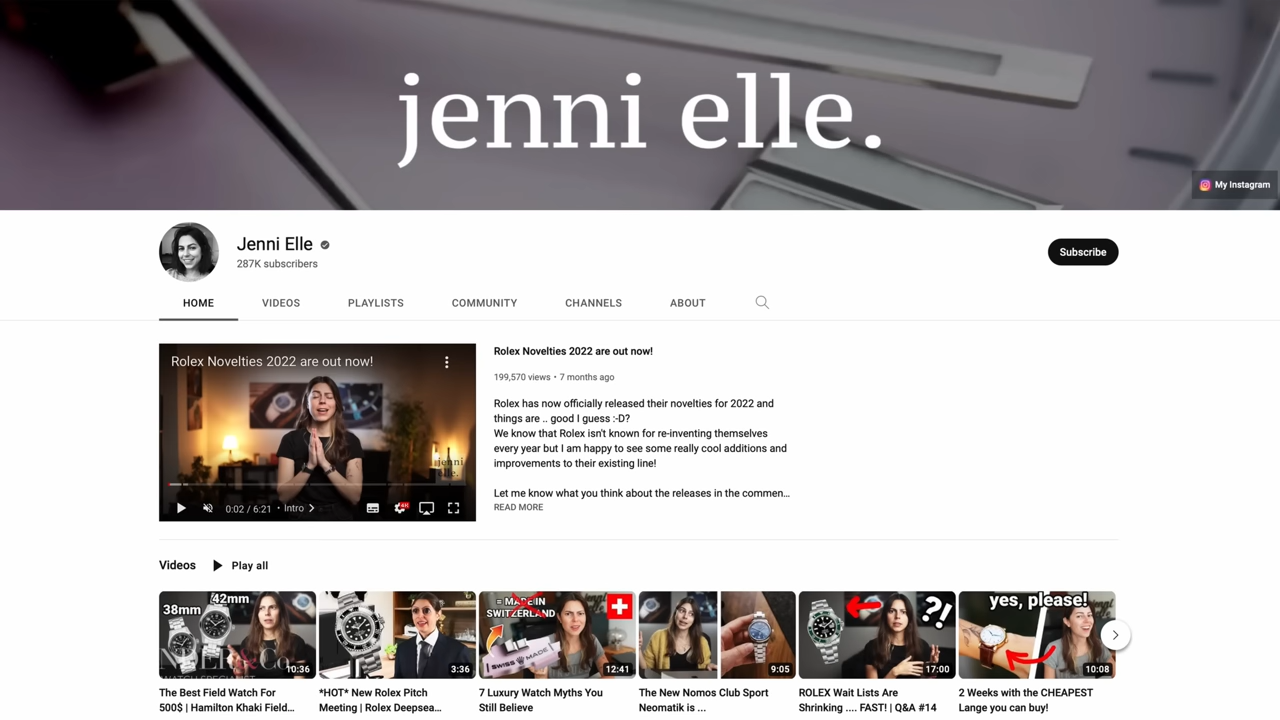 jenni elle.
My Instagram
Jenni Elle
287K subscribers
Subscribe
HOME
VIDEOS
PLAYLISTS
COMMUNITY
CHANNELS
ABOUT
Rolex Novelties 2022 are out now!
jenni
elle.
0:02 / 6:21 • Intro
Rolex Novelties 2022 are out now!
199,570 views • 7 months ago
Rolex has now officially released their novelties for 2022 and
things are .. good I guess :-D?
We know that Rolex isn't known for re-inventing themselves
every year but I am happy to see some really cool additions and
improvements to their existing line!
Let me know what you think about the releases in the commen...
READ MORE
Videos
Play all
38mm
42mm
10:36
The Best Field Watch For
500$ | Hamilton Khaki Field...
3:36
*HOT* New Rolex Pitch
Meeting | Rolex Deepsea...
= MADE IN
SWITZERLAND
SWISS MADE
12:41
7 Luxury Watch Myths You
Still Believe
9:05
The New Nomos Club Sport
Neomatik is ...
?!
17:00
ROLEX Wait Lists Are
Shrinking .... FAST! | Q&A #14
yes, please!
10:08
2 Weeks with the CHEAPEST
Lange you can buy!